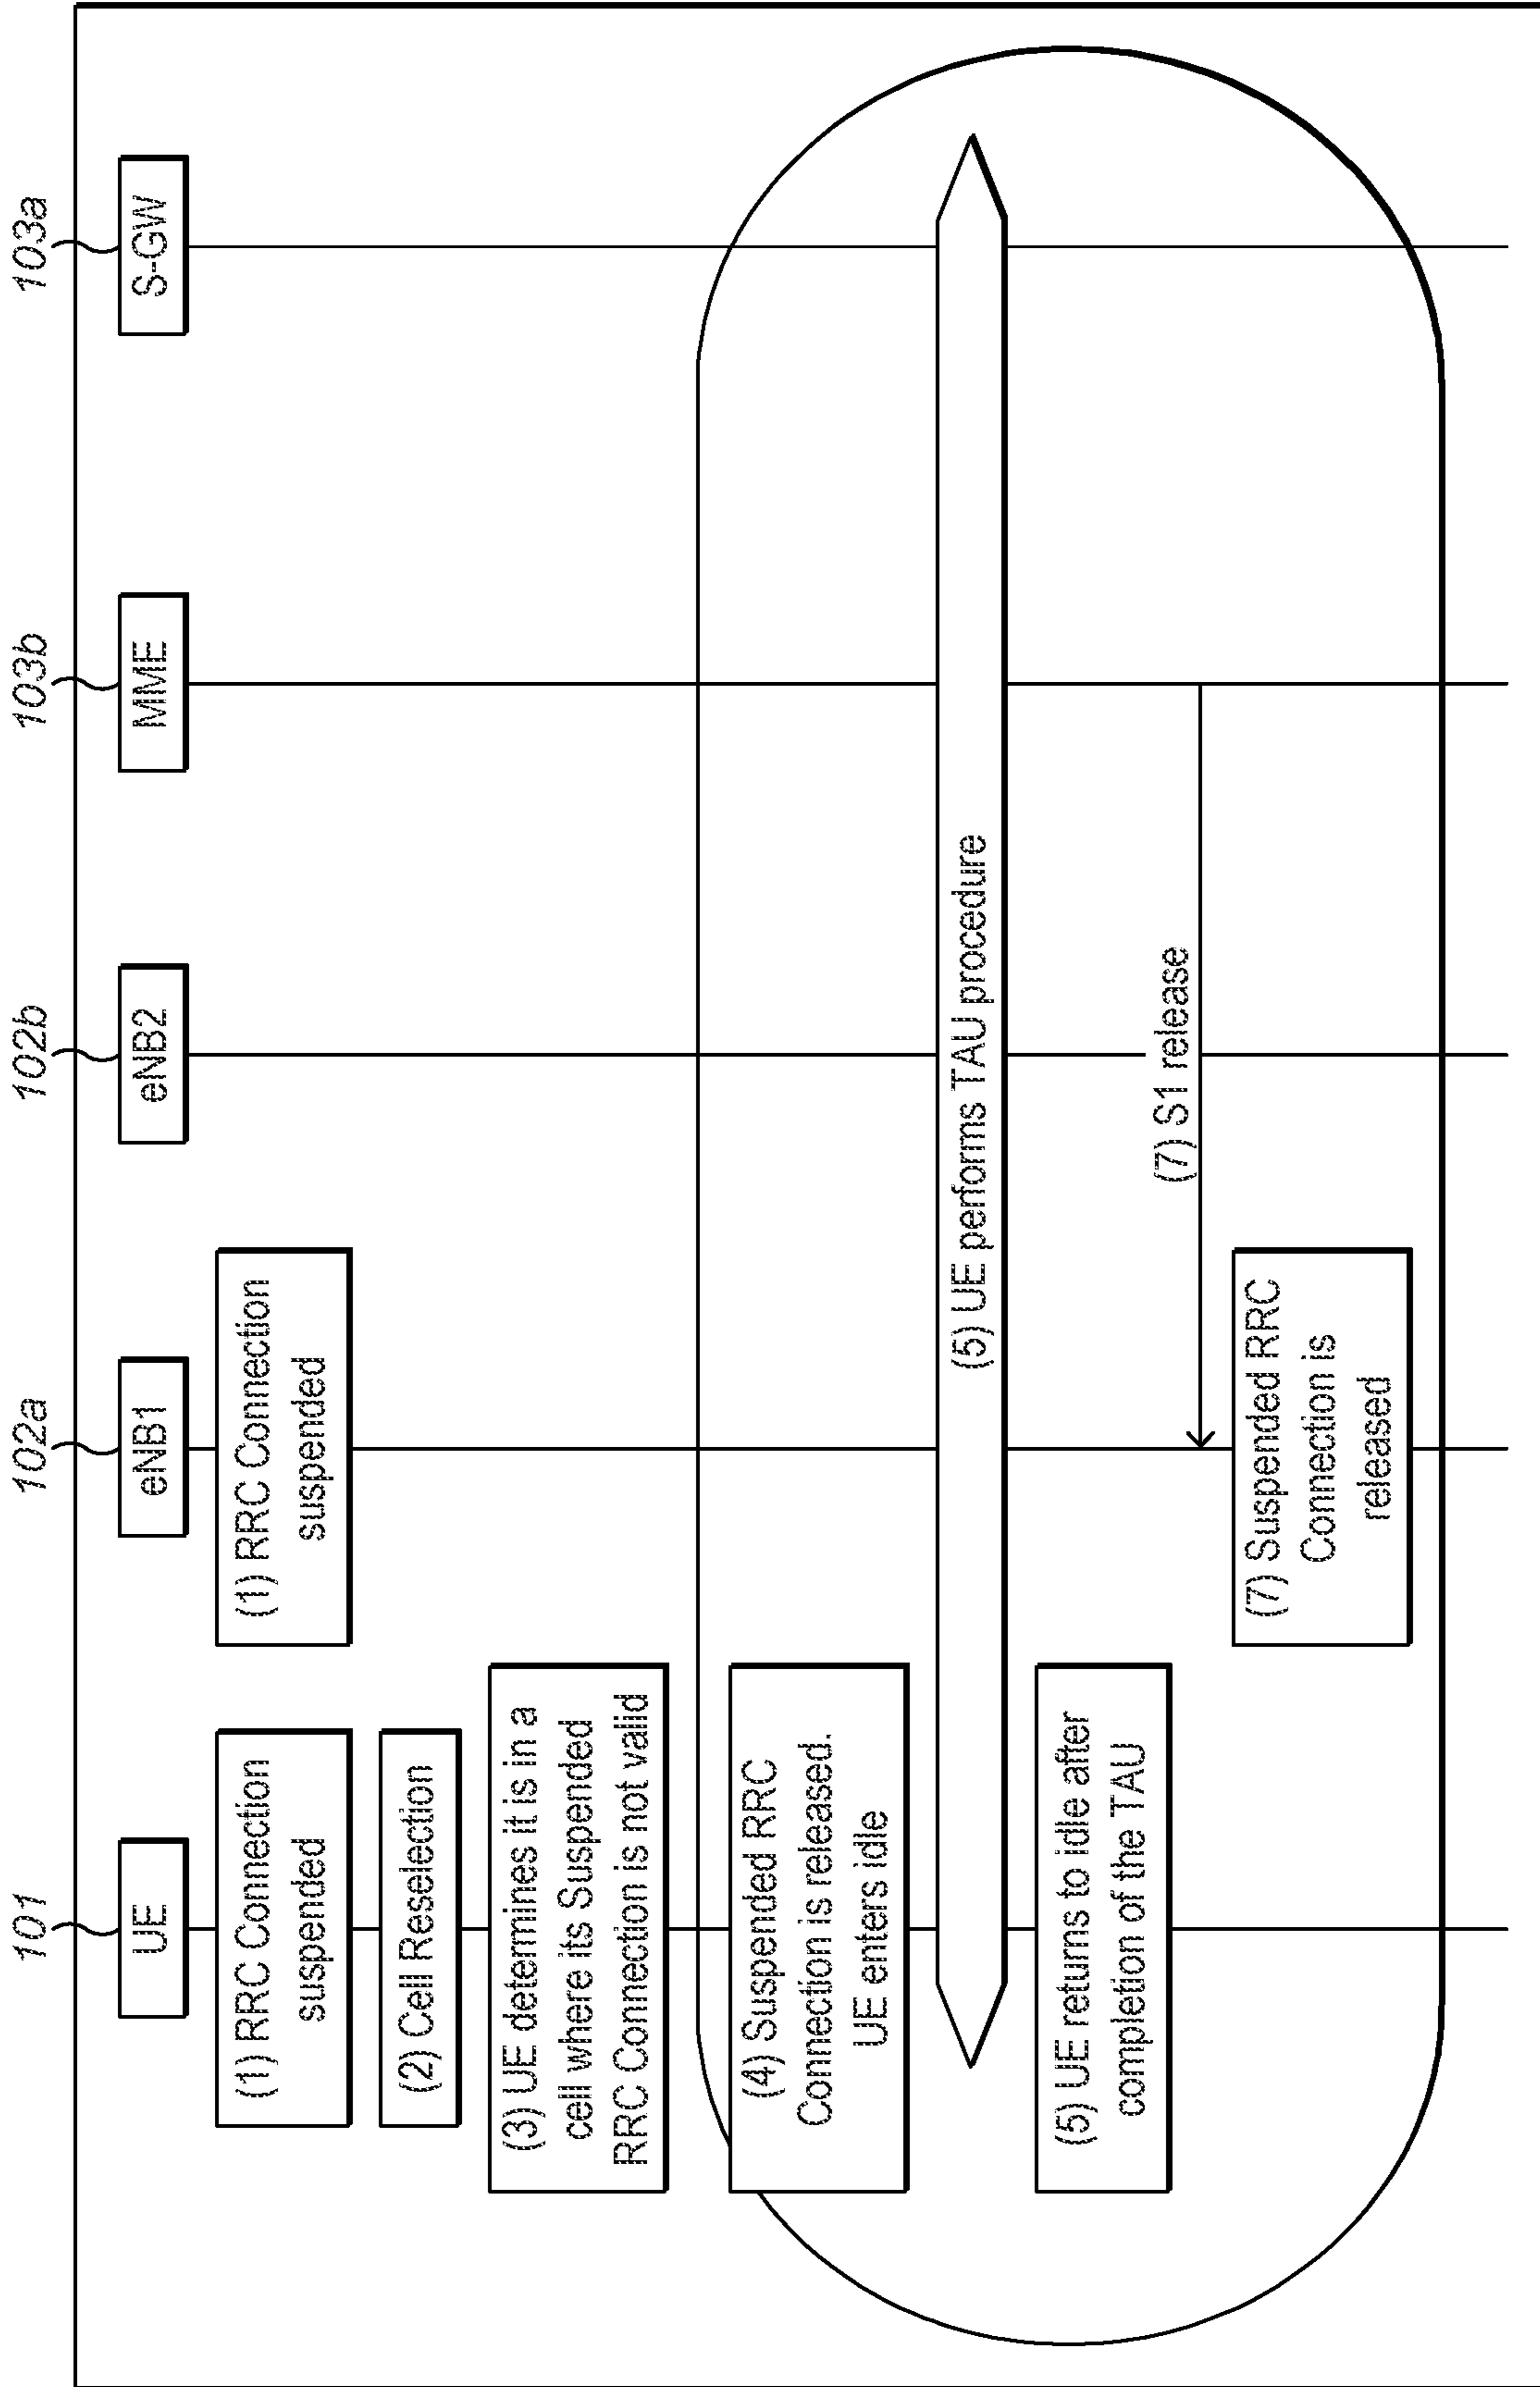 101
102a
102b
103b
103a
UE
eNB1
eNB2
MME
S-GW
(1) RRC Connection
suspended
(1) RRC Connection
suspended
(2) Cell Reselection
(3) UE determines it is in a
cell where its Suspended
RRC Connection is not valid
(4) Suspended RRC
Connection is released.
UE enters idle
(5) UE performs TAU procedure
(5) UE returns to idle after
completion of the TAU
(7) S1 release
(7) Suspended RRC
Connection is
released